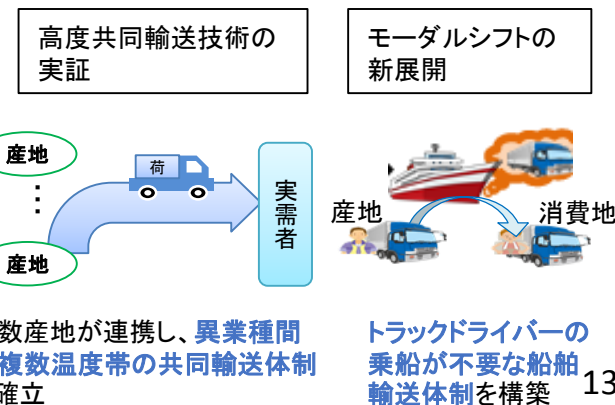 高度共同輸送技術の
実証
モーダルシフトの
新展開
産地
荷
⋮
産地
実需者
産地
消費地
数産地が連携し、異業種間
複数温度帯の共同輸送体制
確立
トラックドライバーの
乗船が不要な船舶
輸送体制を構築
13